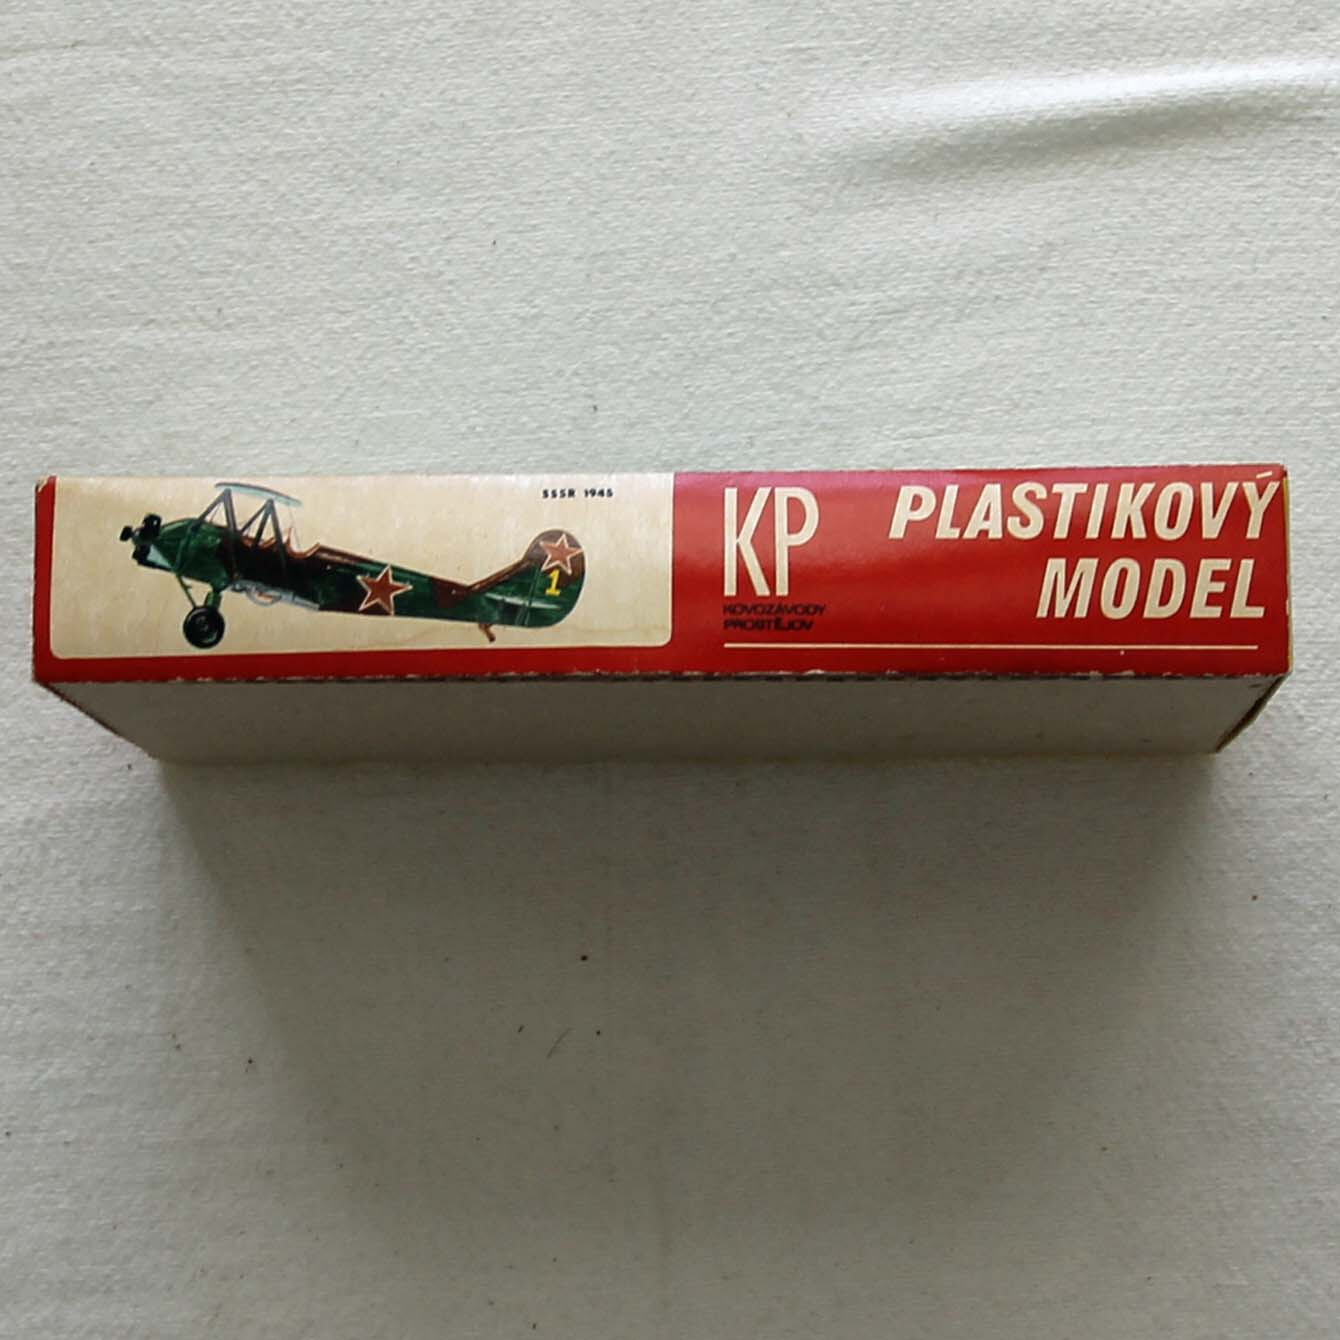 SSSR 1945
1
KP
KOVOZÁVODY
PROSTĚJOV
PLASTIKOVÝ
MODEL